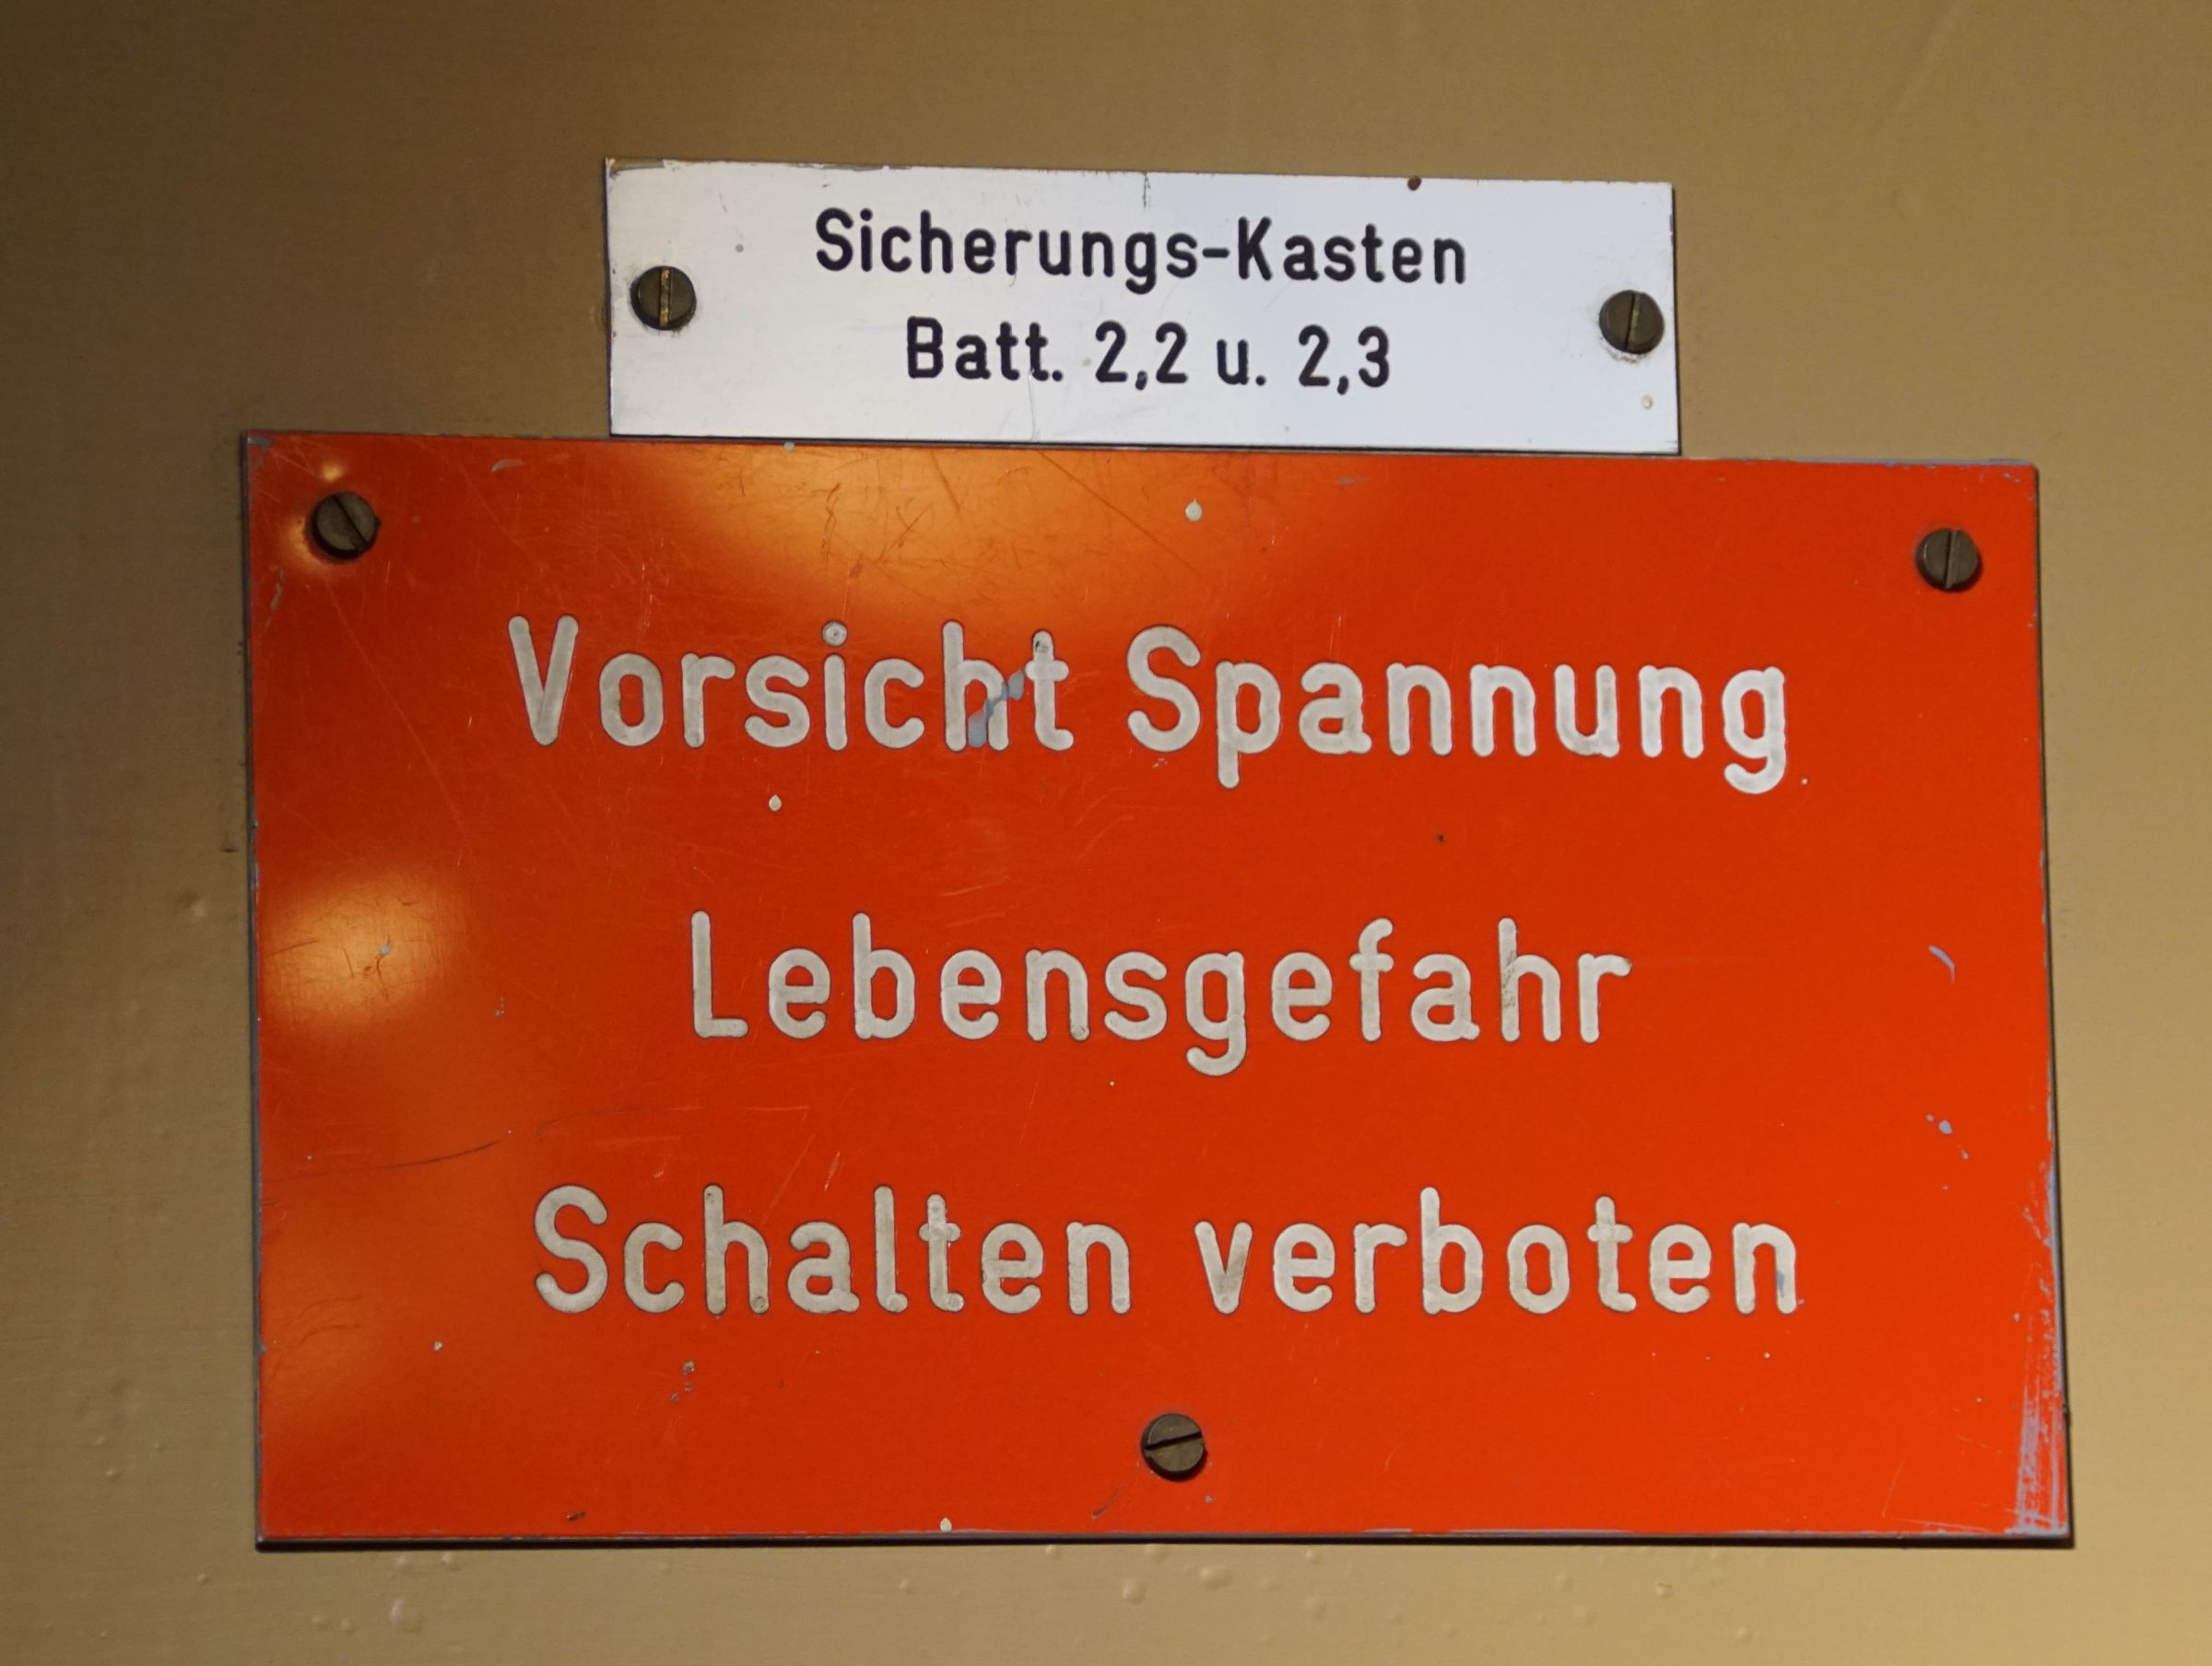 Sicherungs-Kasten
Batt. 2,2 u. 2,3
Vorsicht Spannung
Lebensgefahr
Schalten verboten